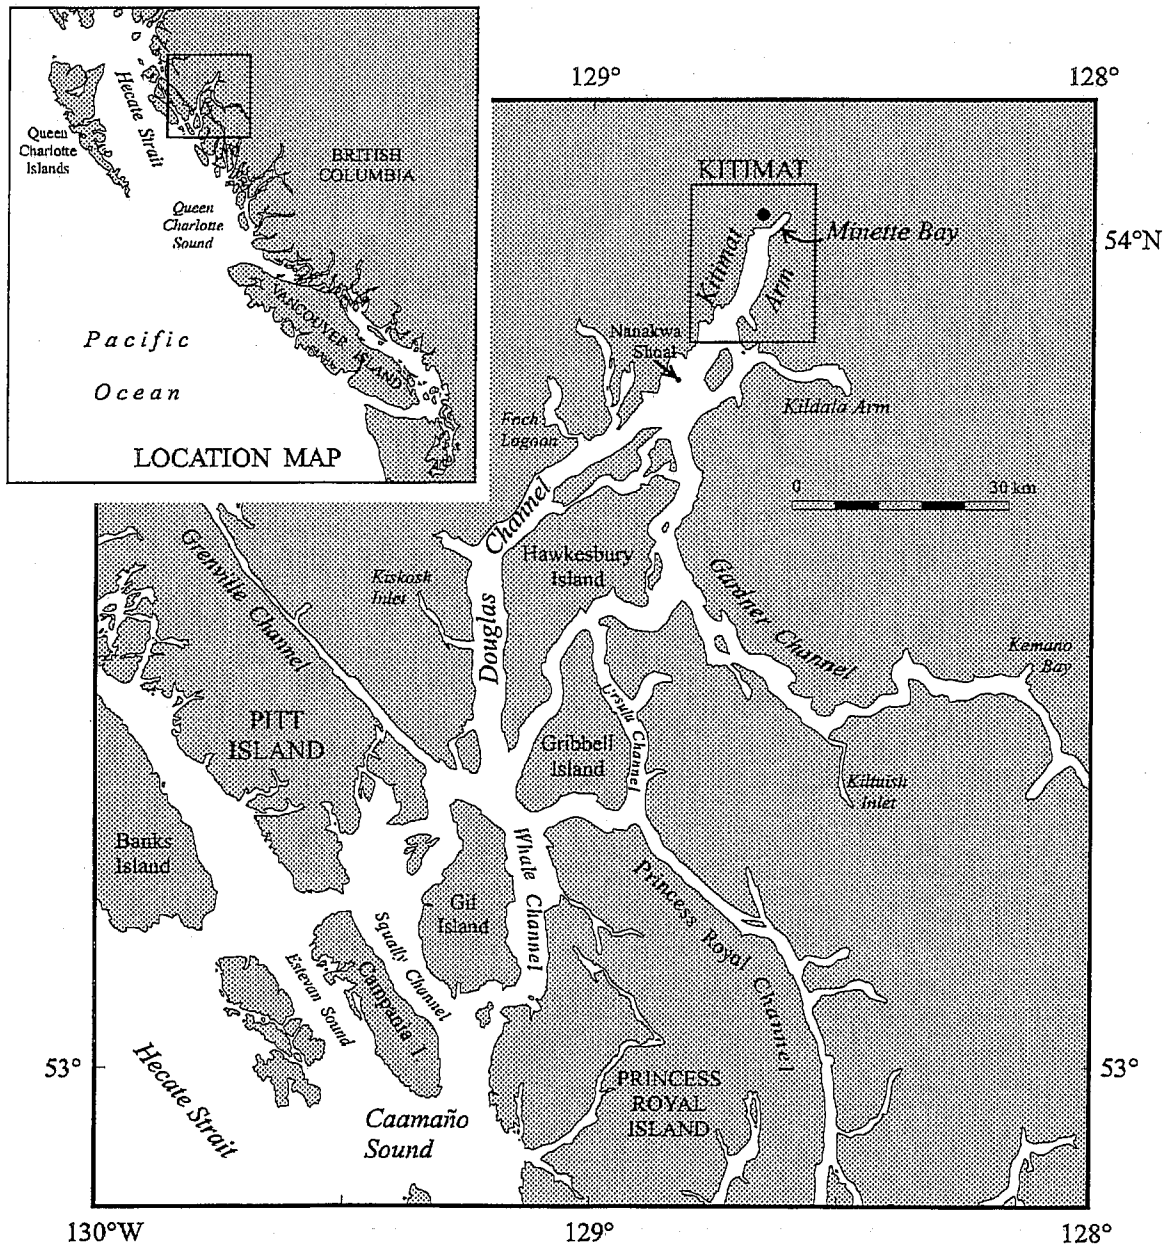 129°
128°
Hecate Strait
Queen
Charlotte
Islands
BRITISH
COLUMBIA
Queen
Charlotte
Sound
VANCOUVER ISLAND
Pacific
Ocean
LOCATION MAP
KITIMAT
Minette Bay
54°N
Kitimat
Arm
Nanakwa
Shoal
Kildala Arm
Foch
Lagoon
0
30 km
Channel
Douglas
Hawkesbury
Island
Grenville Channel
Kiskosh
Inlet
Gardner Channel
Kemano
Bay
Ursula Channel
PITT
ISLAND
Gribbell
Island
Kiltuish
Inlet
Banks
Island
Whale Channel
Princess Royal Channel
Gil
Island
Squally Channel
Campania I
Estevan Sound
53°
53°
Hecate Strait
PRINCESS
ROYAL
ISLAND
Caamaño
Sound
130°W
129°
128°